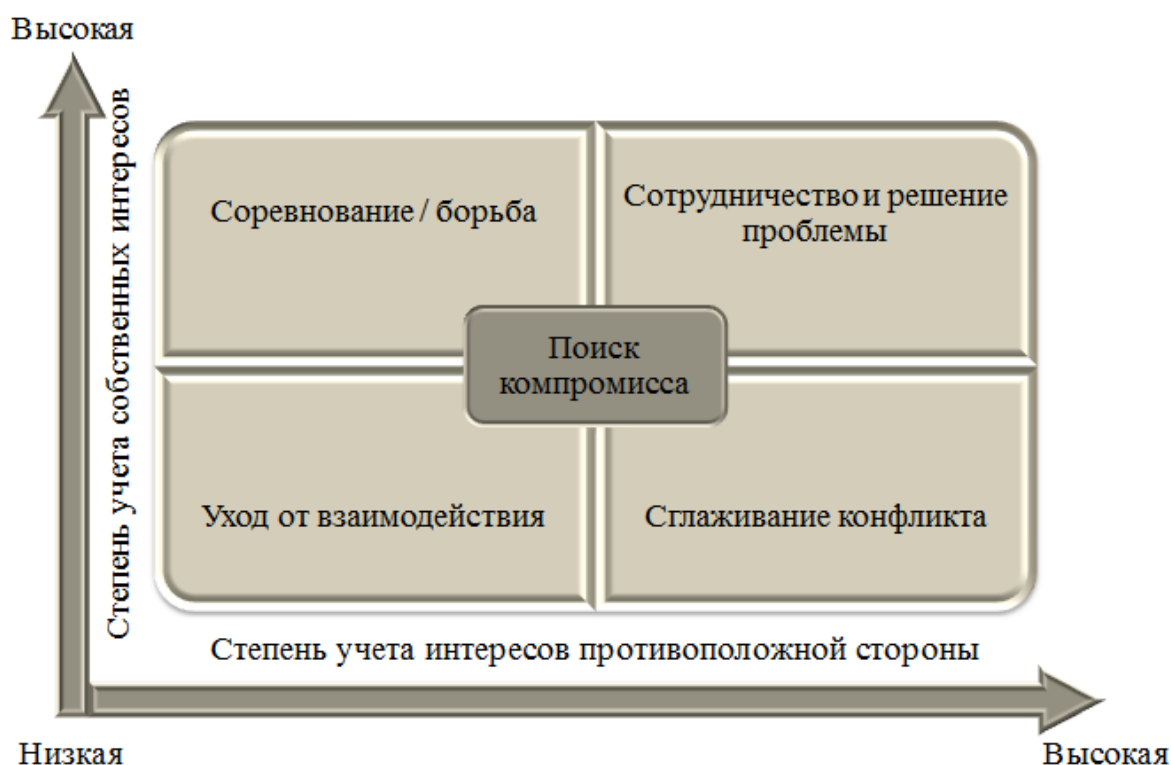 Высокая
Степень учета собственных интересов
Соревнование / борьба
Сотрудничество и решение
проблемы
Поиск
компромисса
Уход от взаимодействия
Сглаживание конфликта
Степень учета интересов противоположной стороны
Низкая
Высокая